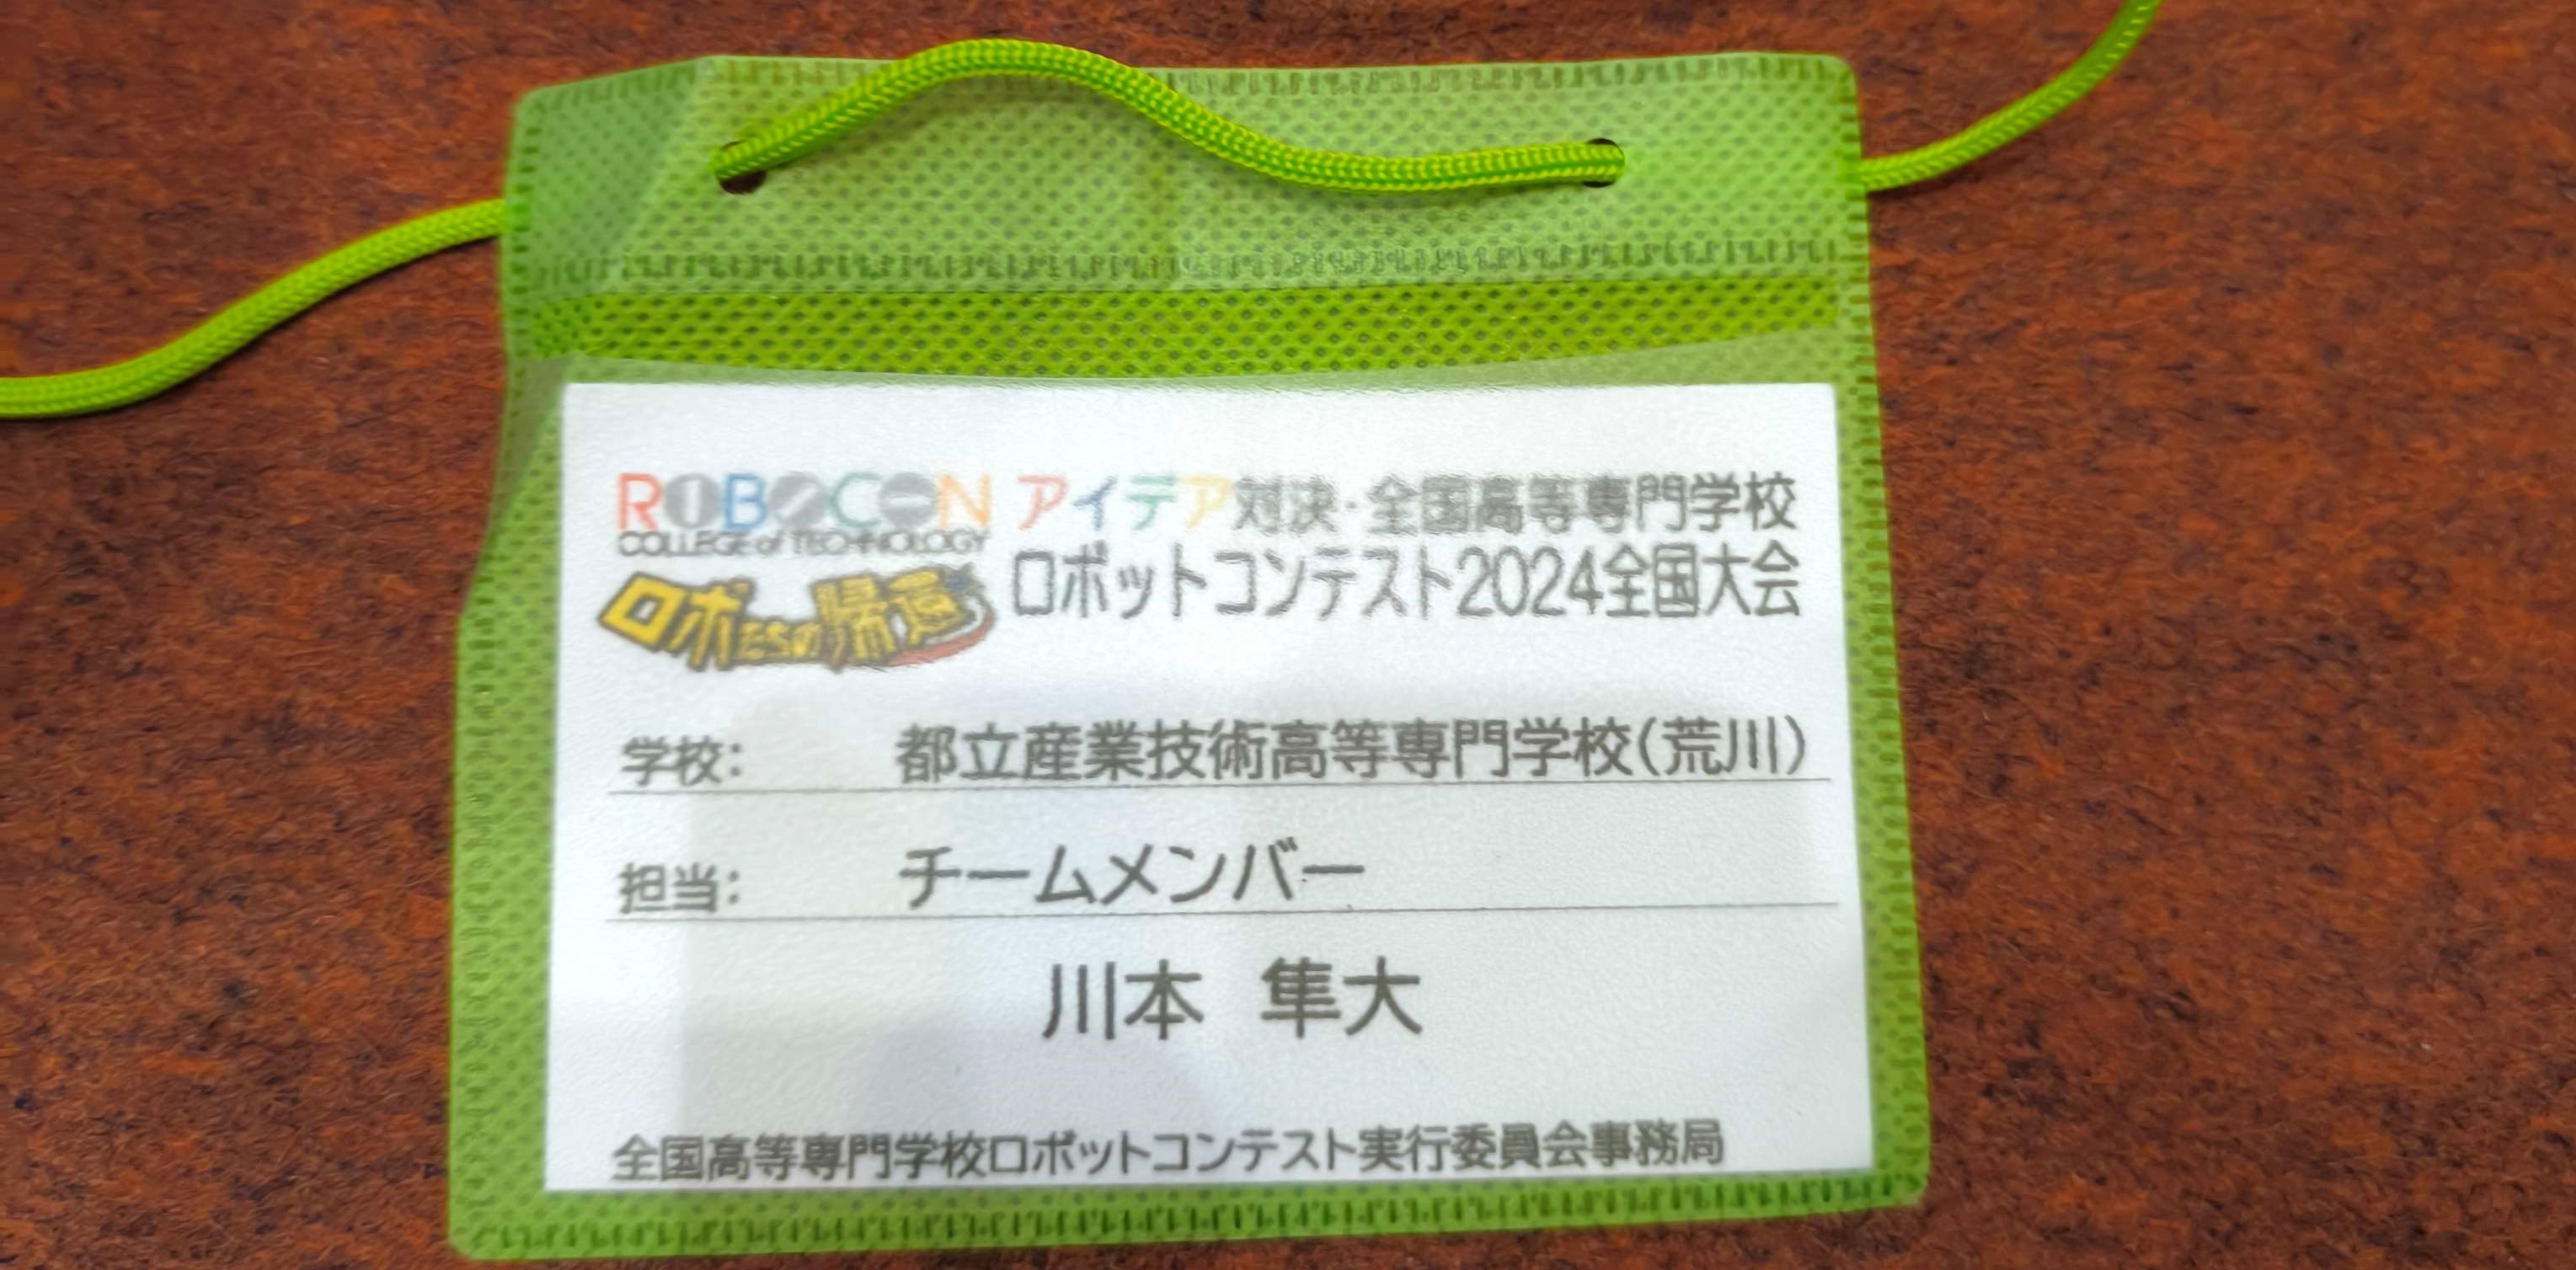 ROBOCON
COLLEGE of TECHNOLOGY
アイデア対決・全国高等専門学校
ロボットコンテスト2024全国大会
ロボたちの帰還
学校: 都立産業技術高等専門学校(荒川)
担当: チームメンバー
川本 隼大
全国高等専門学校ロボットコンテスト実行委員会事務局